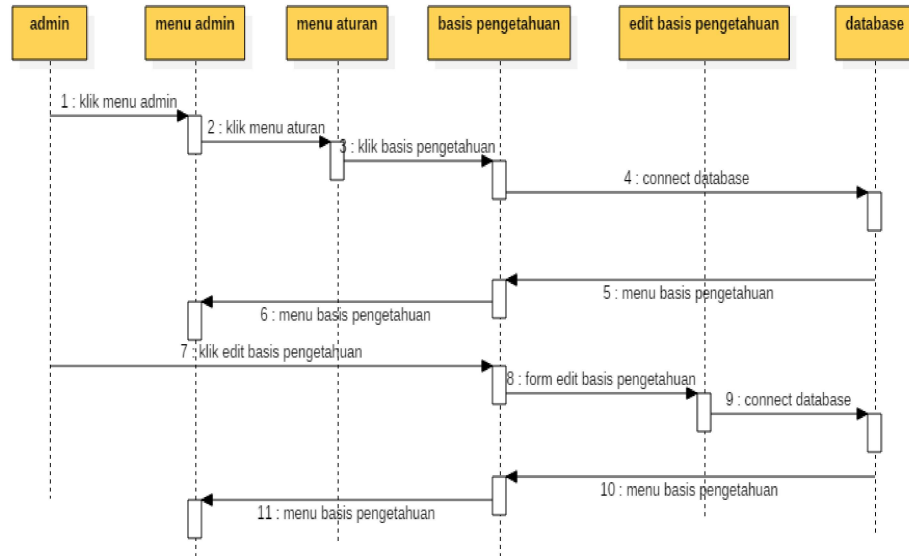 admin
menu admin
menu aturan
basis pengetahuan
edit basis pengetahuan
database
1 : klik menu admin
2 : klik menu aturan
3 : klik basis pengetahuan
4 : connect database
5 : menu basis pengetahuan
6 : menu basis pengetahuan
7 : klik edit basis pengetahuan
8 : form edit basis pengetahuan
9 : connect database
10 : menu basis pengetahuan
11 : menu basis pengetahuan